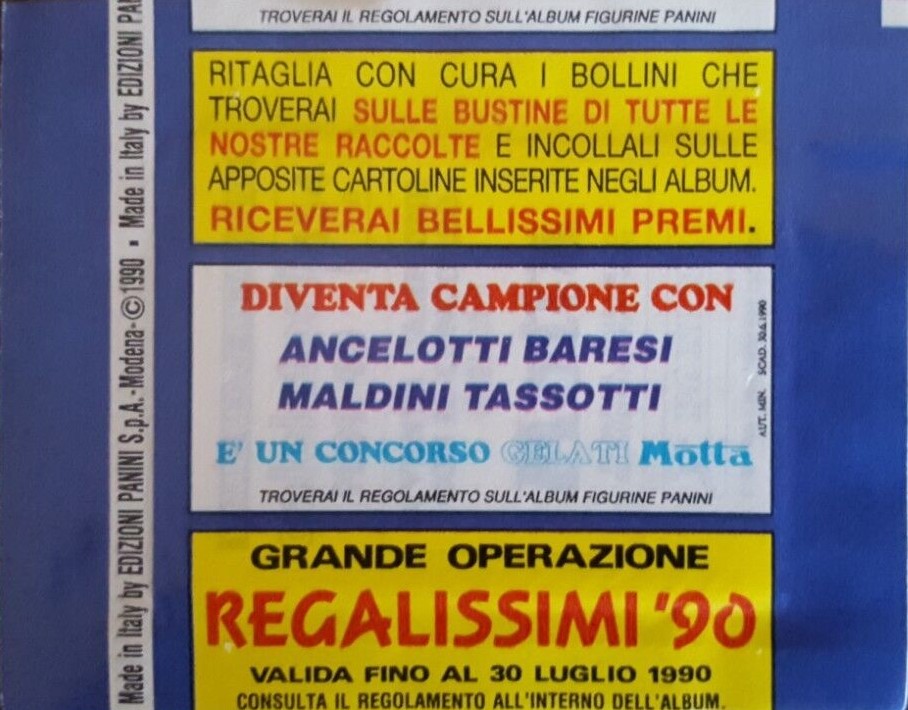 TROVERAI IL REGOLAMENTO SULL'ALBUM FIGURINE PANINI
RITAGLIA CON CURA I BOLLINI CHE
TROVERAI SULLE BUSTINE DI TUTTE LE
NOSTRE RACCOLTE E INCOLLALI SULLE
APPOSITE CARTOLINE INSERITE NEGLI ALBUM.
RICEVERAI BELLISSIMI PREMI.
DIVENTA CAMPIONE CON
ANCELOTTI BARESI
MALDINI TASSOTTI
E' UN CONCORSO GELATI Motta
TROVERAI IL REGOLAMENTO SULL'ALBUM FIGURINE PANINI
AUT. MIN. SCAD. 30.6.1990
GRANDE OPERAZIONE
REGALISSIMI '90
VALIDA FINO AL 30 LUGLIO 1990
CONSULTA IL REGOLAMENTO ALL'INTERNO DELL'ALBUM.
Made in Italy by EDIZIONI PANINI S.p.A.-Modena-©1990 • Made in Italy by EDIZIONI PA